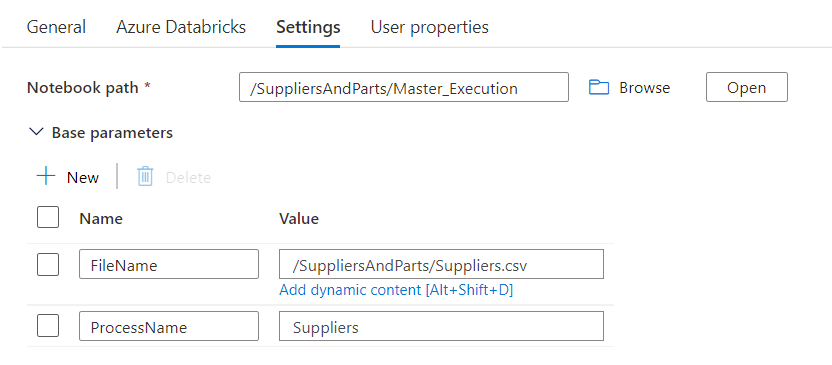 General Azure Databricks Settings User properties
Notebook path * /SuppliersAndParts/Master_Execution Browse Open
Base parameters
New Delete
Name Value
FileName /SuppliersAndParts/Suppliers.csv
Add dynamic content [Alt+Shift+D]
ProcessName Suppliers